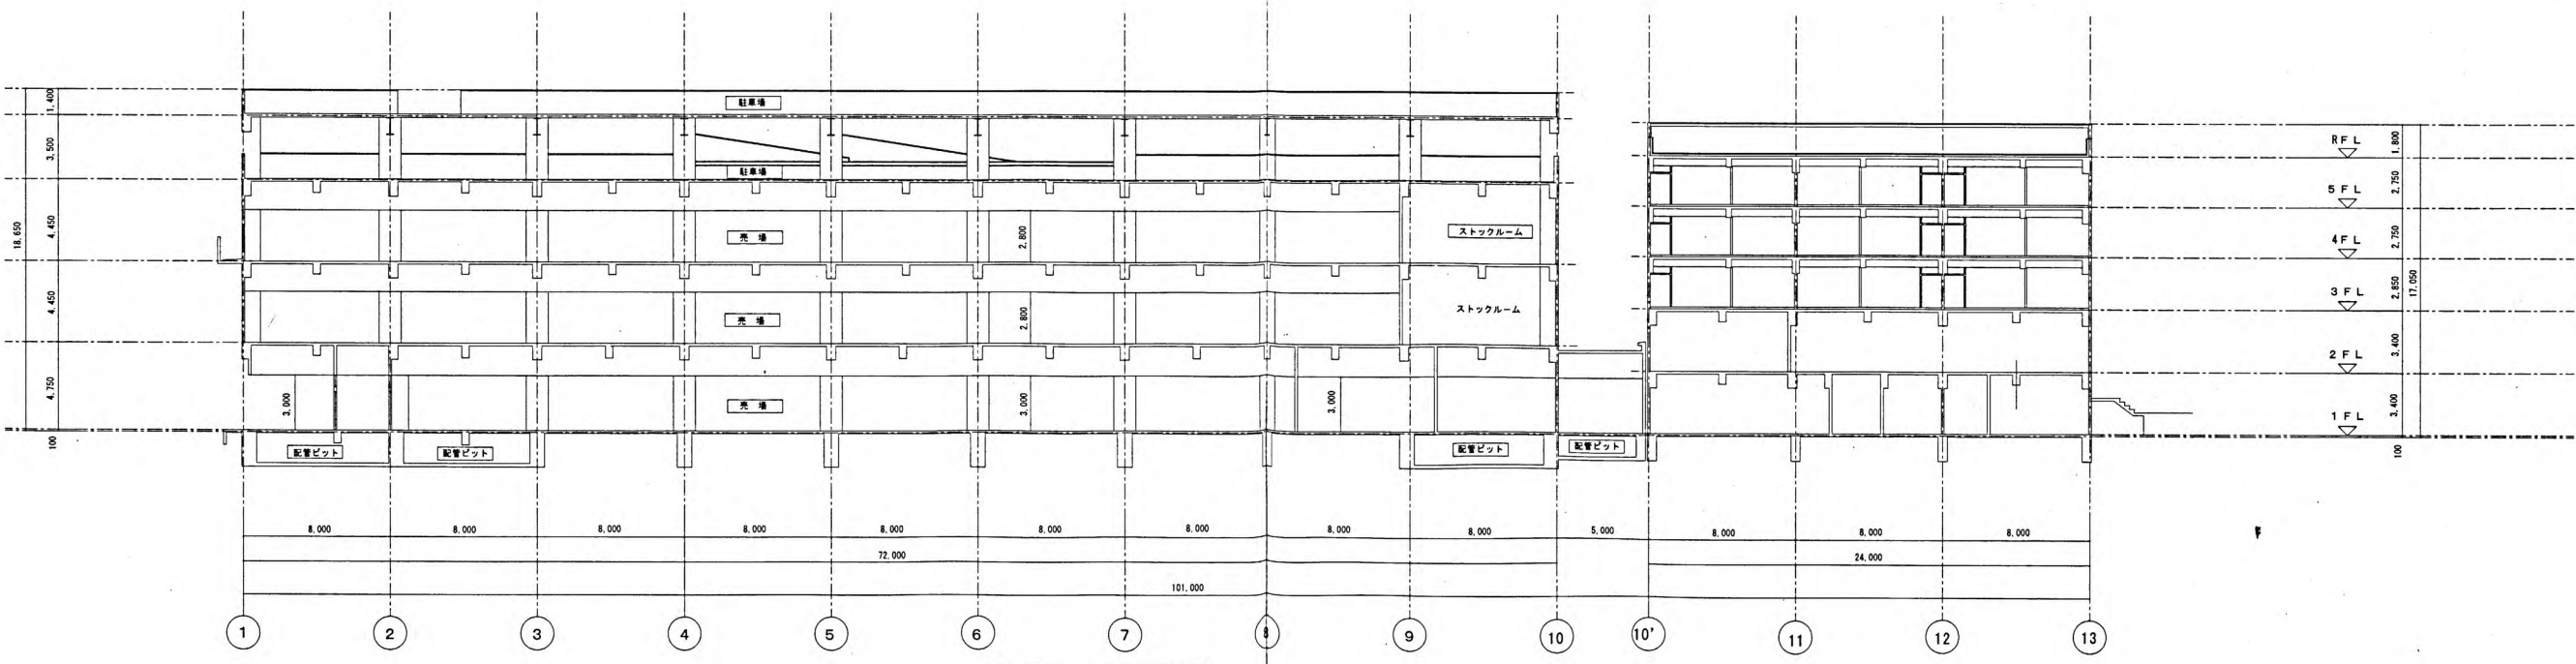 駐車場
駐車場
売 場
2,800
ストックルーム
売 場
2,800
ストックルーム
3,000
売 場
3,000
3,000
配管ピット
配管ピット
配管ピット
配管ピット
18,650
1,400
3,500
4,450
4,450
4,750
100
RFL
5FL
4FL
3FL
2FL
1FL
1,800
2,750
2,750
2,850
3,400
3,400
17,050
100
8,000 8,000 8,000 8,000 8,000 8,000 8,000 8,000 8,000 5,000 8,000 8,000 8,000
72,000 24,000
101,000
1 2 3 4 5 6 7 8 9 10 10' 11 12 13